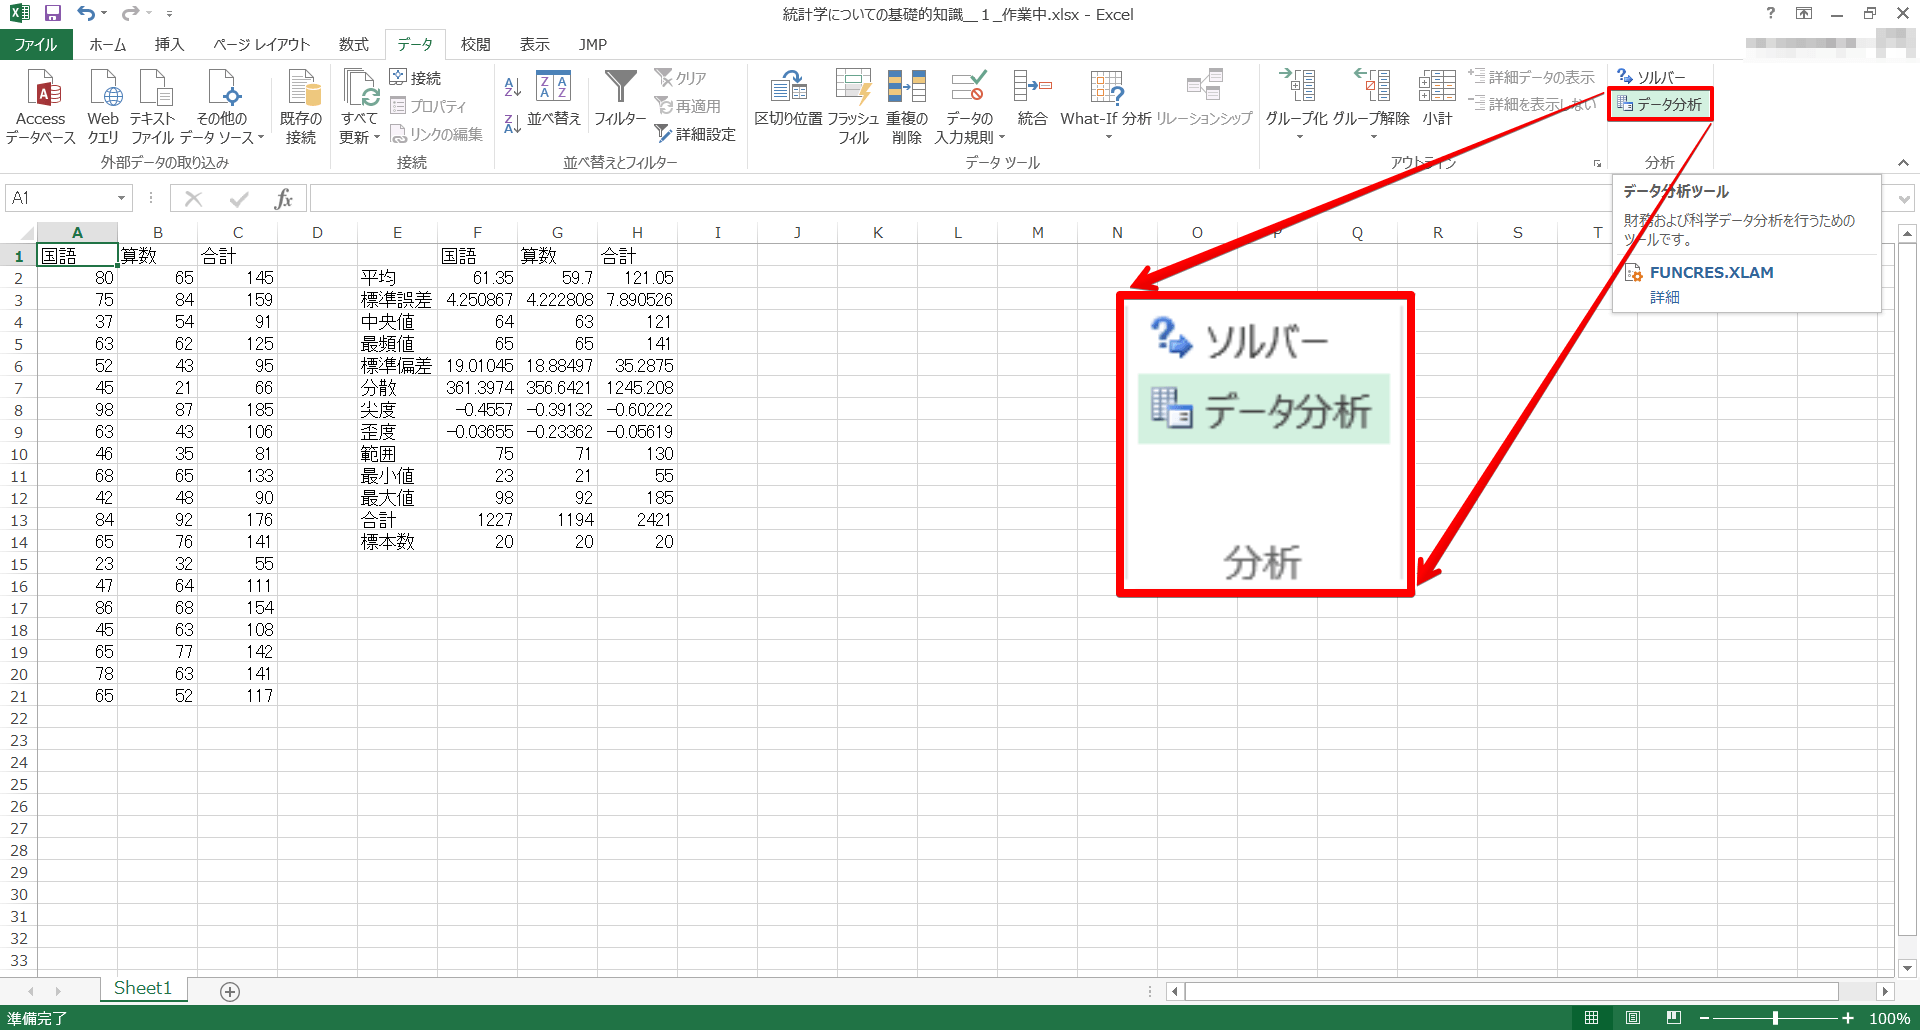 統計学についての基礎的知識__１_作業中.xlsx - Excel
ファイル ホーム 挿入 ページ レイアウト 数式 データ 校閲 表示 JMP
Access データベース
Web クエリ
テキスト ファイル
その他の データ ソース
既存の 接続
外部データの取り込み
すべて 更新
接続
プロパティ
リンクの編集
接続
並べ替え
フィルター
クリア
再適用
詳細設定
並べ替えとフィルター
区切り位置
フラッシュ フィル
重複の 削除
データの 入力規則
統合
What-If 分析
リレーションシップ
データ ツール
グループ化
グループ解除
小計
詳細データの表示
詳細を表示しない
アウトライン
ソルバー
データ分析
分析
データ分析ツール
財務および科学データ分析を行うための
ツールです。
FUNCRES.XLAM
詳細
A1
fx
A B C D E F G H I J K L M N O P Q R S T
1 国語 算数 合計 国語 算数 合計
2 80 65 145 平均 61.35 59.7 121.05
3 75 84 159 標準誤差 4.250867 4.222808 7.890526
4 37 54 91 中央値 64 63 121
5 63 62 125 最頻値 65 65 141
6 52 43 95 標準偏差 19.01045 18.88497 35.2875
7 45 21 66 分散 361.3974 356.6421 1245.208
8 98 87 185 尖度 -0.4557 -0.39132 -0.60222
9 63 43 106 歪度 -0.03655 -0.23362 -0.05619
10 46 35 81 範囲 75 71 130
11 68 65 133 最小値 23 21 55
12 42 48 90 最大値 98 92 185
13 84 92 176 合計 1227 1194 2421
14 65 76 141 標本数 20 20 20
15 23 32 55
16 47 64 111
17 86 68 154
18 45 63 108
19 65 77 142
20 78 63 141
21 65 52 117
22
23
24
25
26
27
28
29
30
31
32
33
ソルバー
データ分析
分析
Sheet1
準備完了
100%